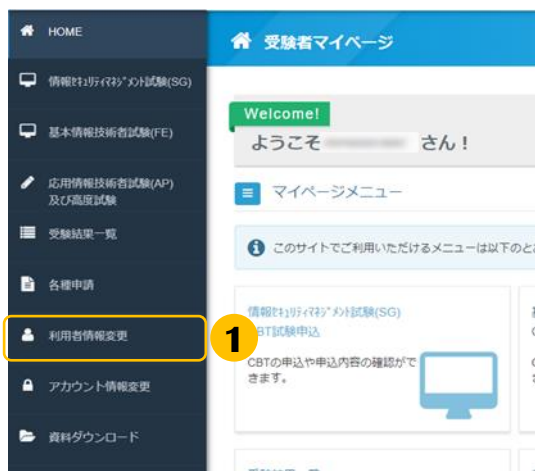 HOME
情報ｾｷｭﾘﾃｨﾏﾈｼﾞﾒﾝﾄ試験(SG)
基本情報技術者試験(FE)
応用情報技術者試験(AP)
及び高度試験
受験結果一覧
各種申請
利用者情報変更
アカウント情報変更
資料ダウンロード
受験者マイページ
Welcome!
ようこそ さん！
マイページメニュー
このサイトでご利用いただけるメニューは以下のとお
情報ｾｷｭﾘﾃｨﾏﾈｼﾞﾒﾝﾄ試験(SG)
CBT試験申込
CBTの申込や申込内容の確認がで
きます。
1